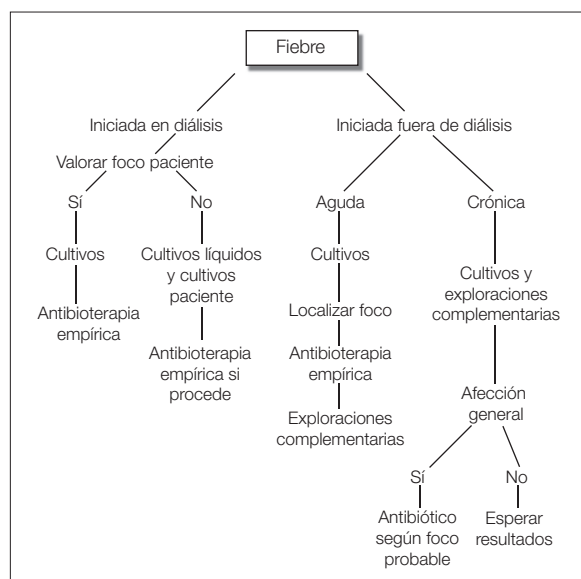 Fiebre
Iniciada en diálisis
Iniciada fuera de diálisis
Valorar foco paciente
Sí
No
Aguda
Crónica
Cultivos
Cultivos líquidos
y cultivos
paciente
Cultivos
Cultivos y
exploraciones
complementarias
Antibioterapia
empírica
Localizar foco
Antibioterapia
empírica si
procede
Antibioterapia
empírica
Afección
general
Exploraciones
complementarias
Sí
No
Antibiótico
según foco
probable
Esperar
resultados